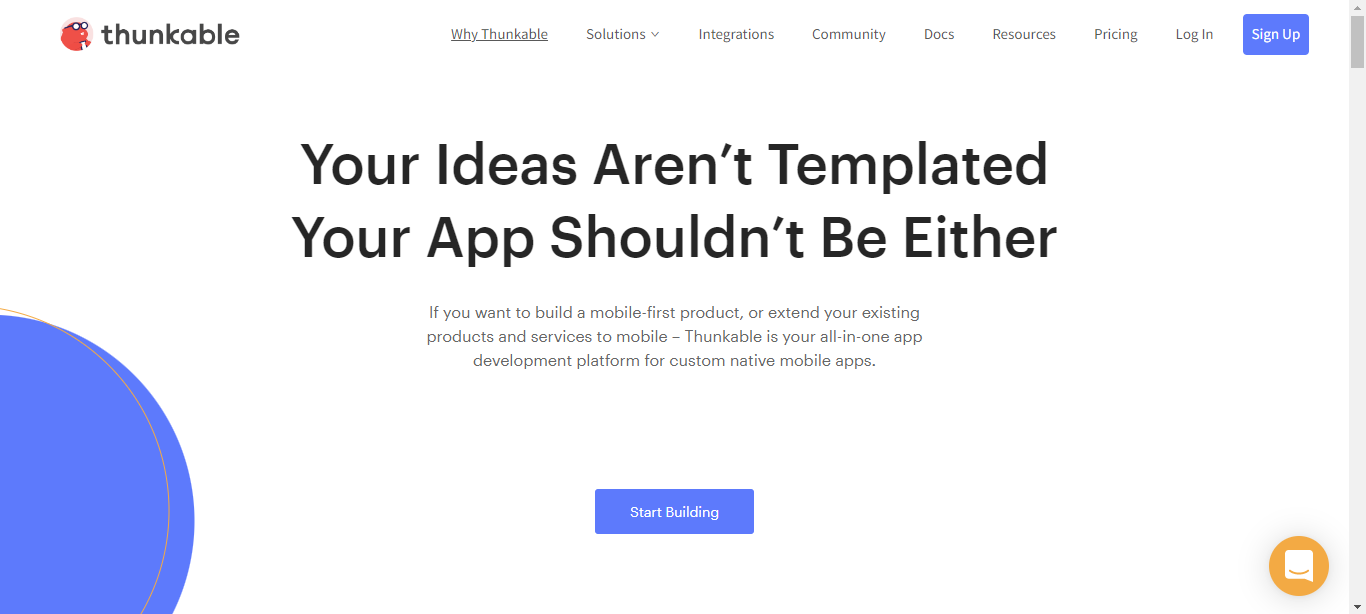 thunkable
Why Thunkable
Solutions
Integrations
Community
Docs
Resources
Pricing
Log In
Sign Up
Your Ideas Aren’t Templated
Your App Shouldn’t Be Either
If you want to build a mobile-first product, or extend your existing
products and services to mobile – Thunkable is your all-in-one app
development platform for custom native mobile apps.
Start Building